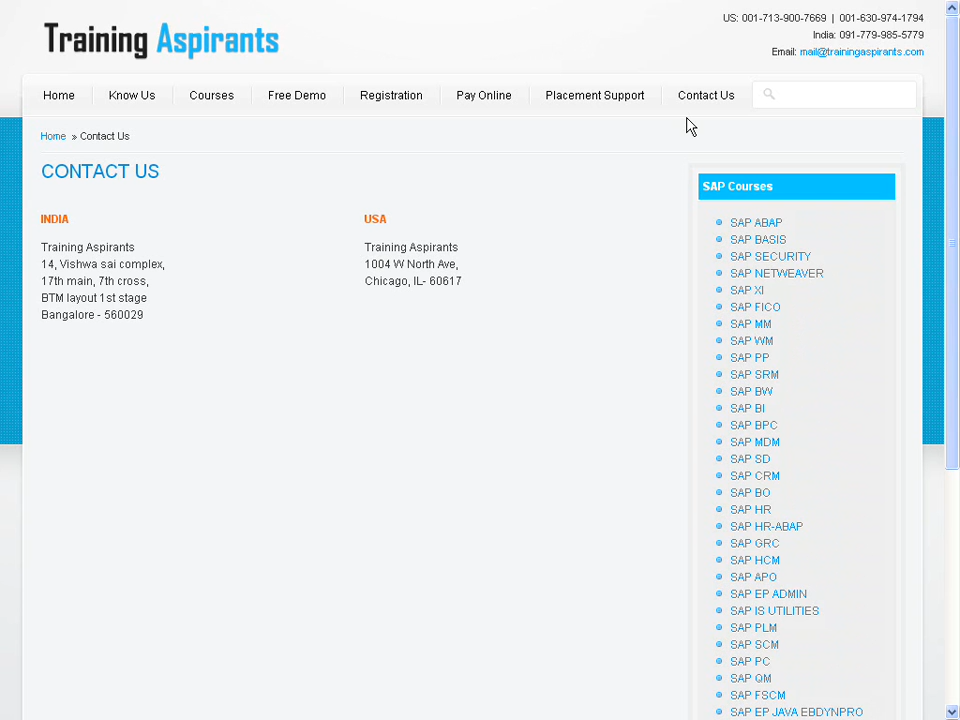 Training Aspirants
US: 001-713-900-7669 | 001-630-974-1794
India: 091-779-985-5779
Email: mail@trainingaspirants.com
Home Know Us Courses Free Demo Registration Pay Online Placement Support Contact Us
Home » Contact Us
CONTACT US
INDIA
Training Aspirants
14, Vishwa sai complex,
17th main, 7th cross,
BTM layout 1st stage
Bangalore - 560029
USA
Training Aspirants
1004 W North Ave,
Chicago, IL- 60617
SAP Courses
SAP ABAP
SAP BASIS
SAP SECURITY
SAP NETWEAVER
SAP XI
SAP FICO
SAP MM
SAP WM
SAP PP
SAP SRM
SAP BW
SAP BI
SAP BPC
SAP MDM
SAP SD
SAP CRM
SAP BO
SAP HR
SAP HR-ABAP
SAP GRC
SAP HCM
SAP APO
SAP EP ADMIN
SAP IS UTILITIES
SAP PLM
SAP SCM
SAP PC
SAP QM
SAP FSCM
SAP EP JAVA EBDYNPRO